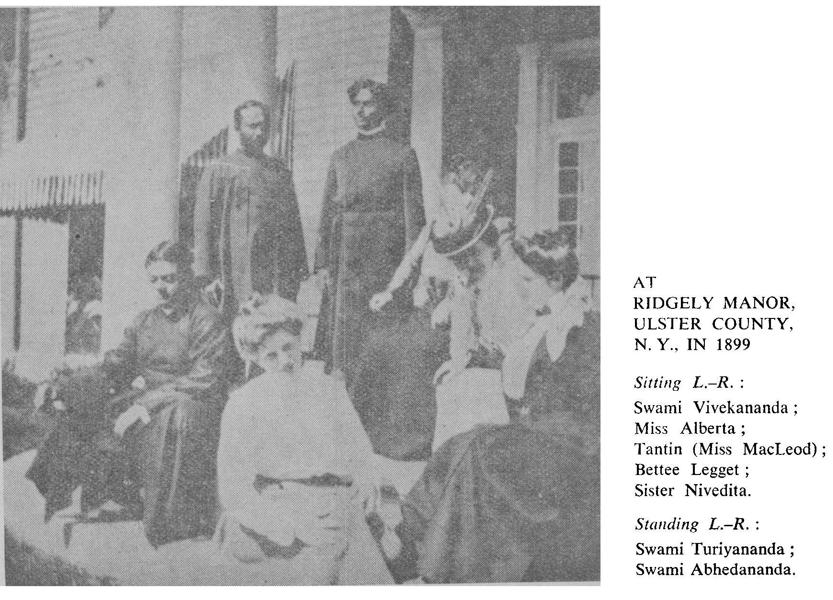 AT
RIDGELY MANOR,
ULSTER COUNTY,
N. Y., IN 1899
Sitting L.–R. :
Swami Vivekananda ;
Miss Alberta ;
Tantin (Miss MacLeod) ;
Bettee Legget ;
Sister Nivedita.
Standing L.–R. :
Swami Turiyananda ;
Swami Abhedananda.